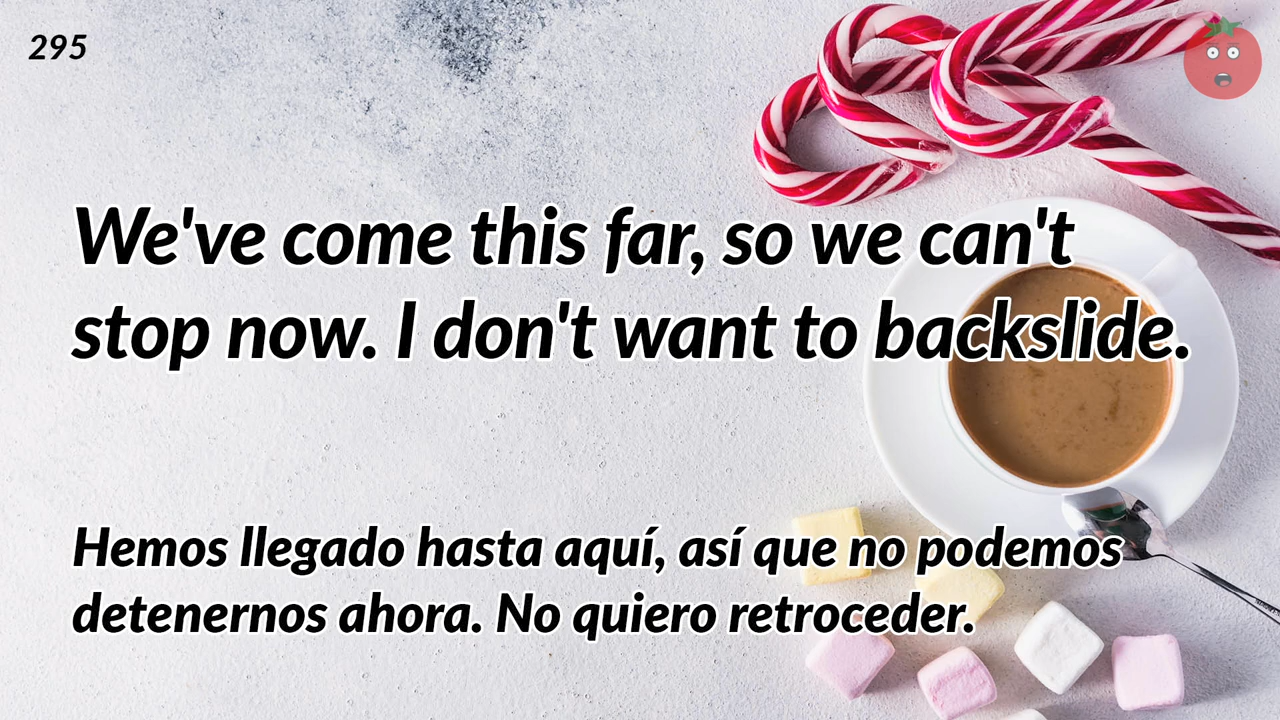 295
We've come this far, so we can't
stop now. I don't want to backslide.
Hemos llegado hasta aquí, así que no podemos
detenernos ahora. No quiero retroceder.